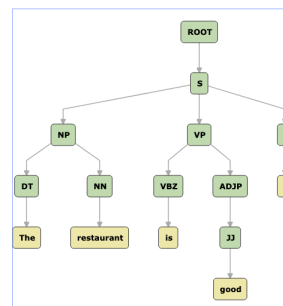 ROOT
S
NP VP
DT NN VBZ ADJP
The restaurant is JJ
good